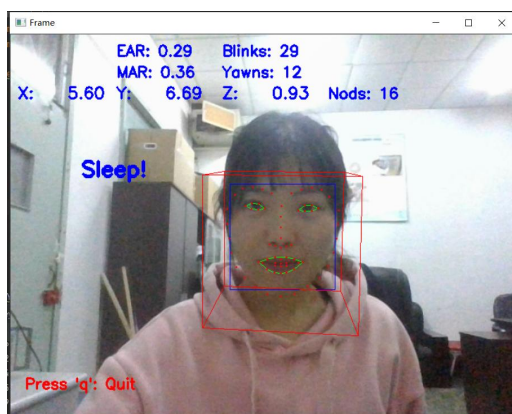 Frame
EAR: 0.29 Blinks: 29
MAR: 0.36 Yawns: 12
X: 5.60 Y: 6.69 Z: 0.93 Nods: 16
Sleep!
Press 'q': Quit